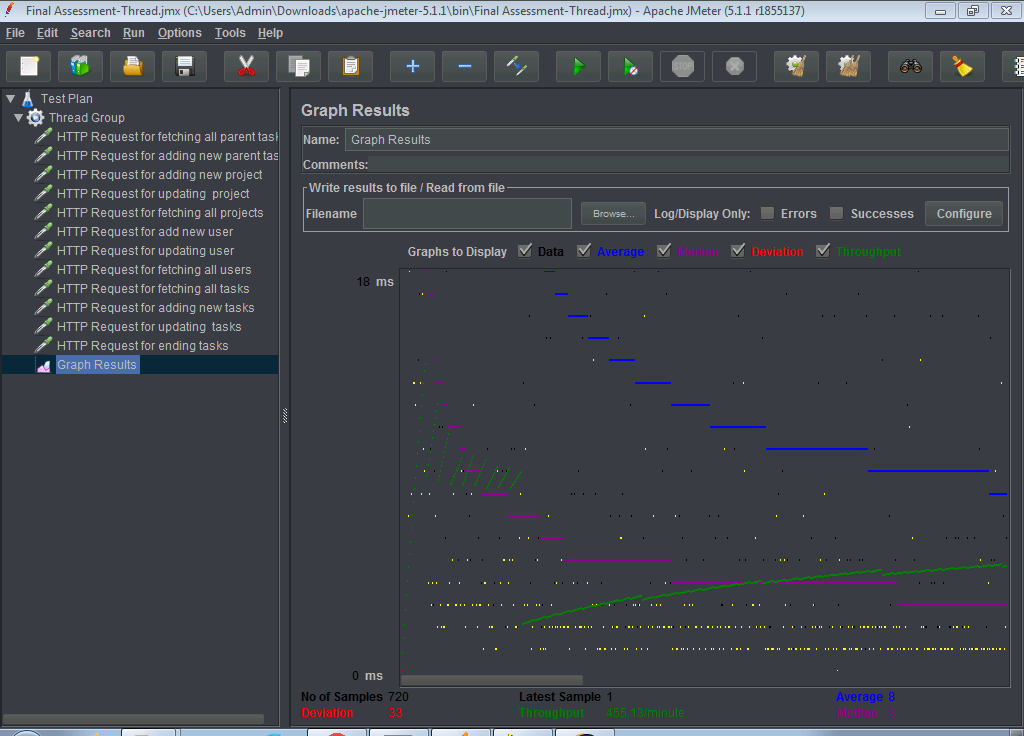 Final Assessment-Thread.jmx (C:\Users\Admin\Downloads\apache-jmeter-5.1.1\bin\Final Assessment-Thread.jmx) - Apache JMeter (5.1.1 r1855137)
File Edit Search Run Options Tools Help
STOP
Test Plan
Thread Group
HTTP Request for fetching all parent task
HTTP Request for adding new parent tas
HTTP Request for adding new project
HTTP Request for updating  project
HTTP Request for fetching all projects
HTTP Request for add new user
HTTP Request for updating user
HTTP Request for fetching all users
HTTP Request for fetching all tasks
HTTP Request for adding new tasks
HTTP Request for updating  tasks
HTTP Request for ending tasks
Graph Results
Graph Results
Name: Graph Results
Comments:
Write results to file / Read from file
Filename Browse... Log/Display Only: Errors Successes Configure
Graphs to Display Data Average Median Deviation Throughput
18 ms
0 ms
No of Samples 720 Latest Sample 1 Average 8
Deviation 33 Throughput 455.13/minute Median